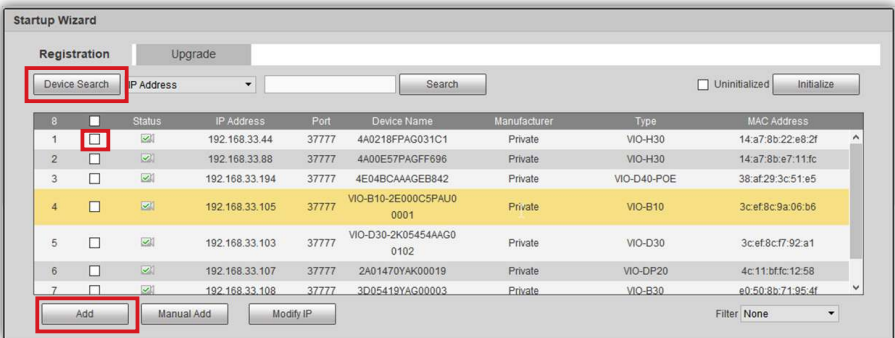 Startup Wizard
Registration Upgrade
Device Search IP Address Search Uninitialized Initialize
8 Status IP Address Port Device Name Manufacturer Type MAC Address
1 192.168.33.44 37777 4A0218FPAG031C1 Private VIO-H30 14:a7:8b:22:e8:2f
2 192.168.33.88 37777 4A00E57PAGFF696 Private VIO-H30 14:a7:8b:e7:11:fc
3 192.168.33.194 37777 4E04BCAAAGEB842 Private VIO-D40-POE 38:af:29:3c:51:e5
4 192.168.33.105 37777 VIO-B10-2E000C5PAU0 Private VIO-B10 3c:ef:8c:9a:06:b6
0001
5 192.168.33.103 37777 VIO-D30-2K05454AAG0 Private VIO-D30 3c:ef:8c:f7:92:a1
0102
6 192.168.33.107 37777 2A01470YAK00019 Private VIO-DP20 4c:11:bf:fc:12:58
7 192.168.33.108 37777 3D05419YAG00003 Private VIO-B30 e0:50:8b:71:95:4f
Add Manual Add Modify IP Filter None